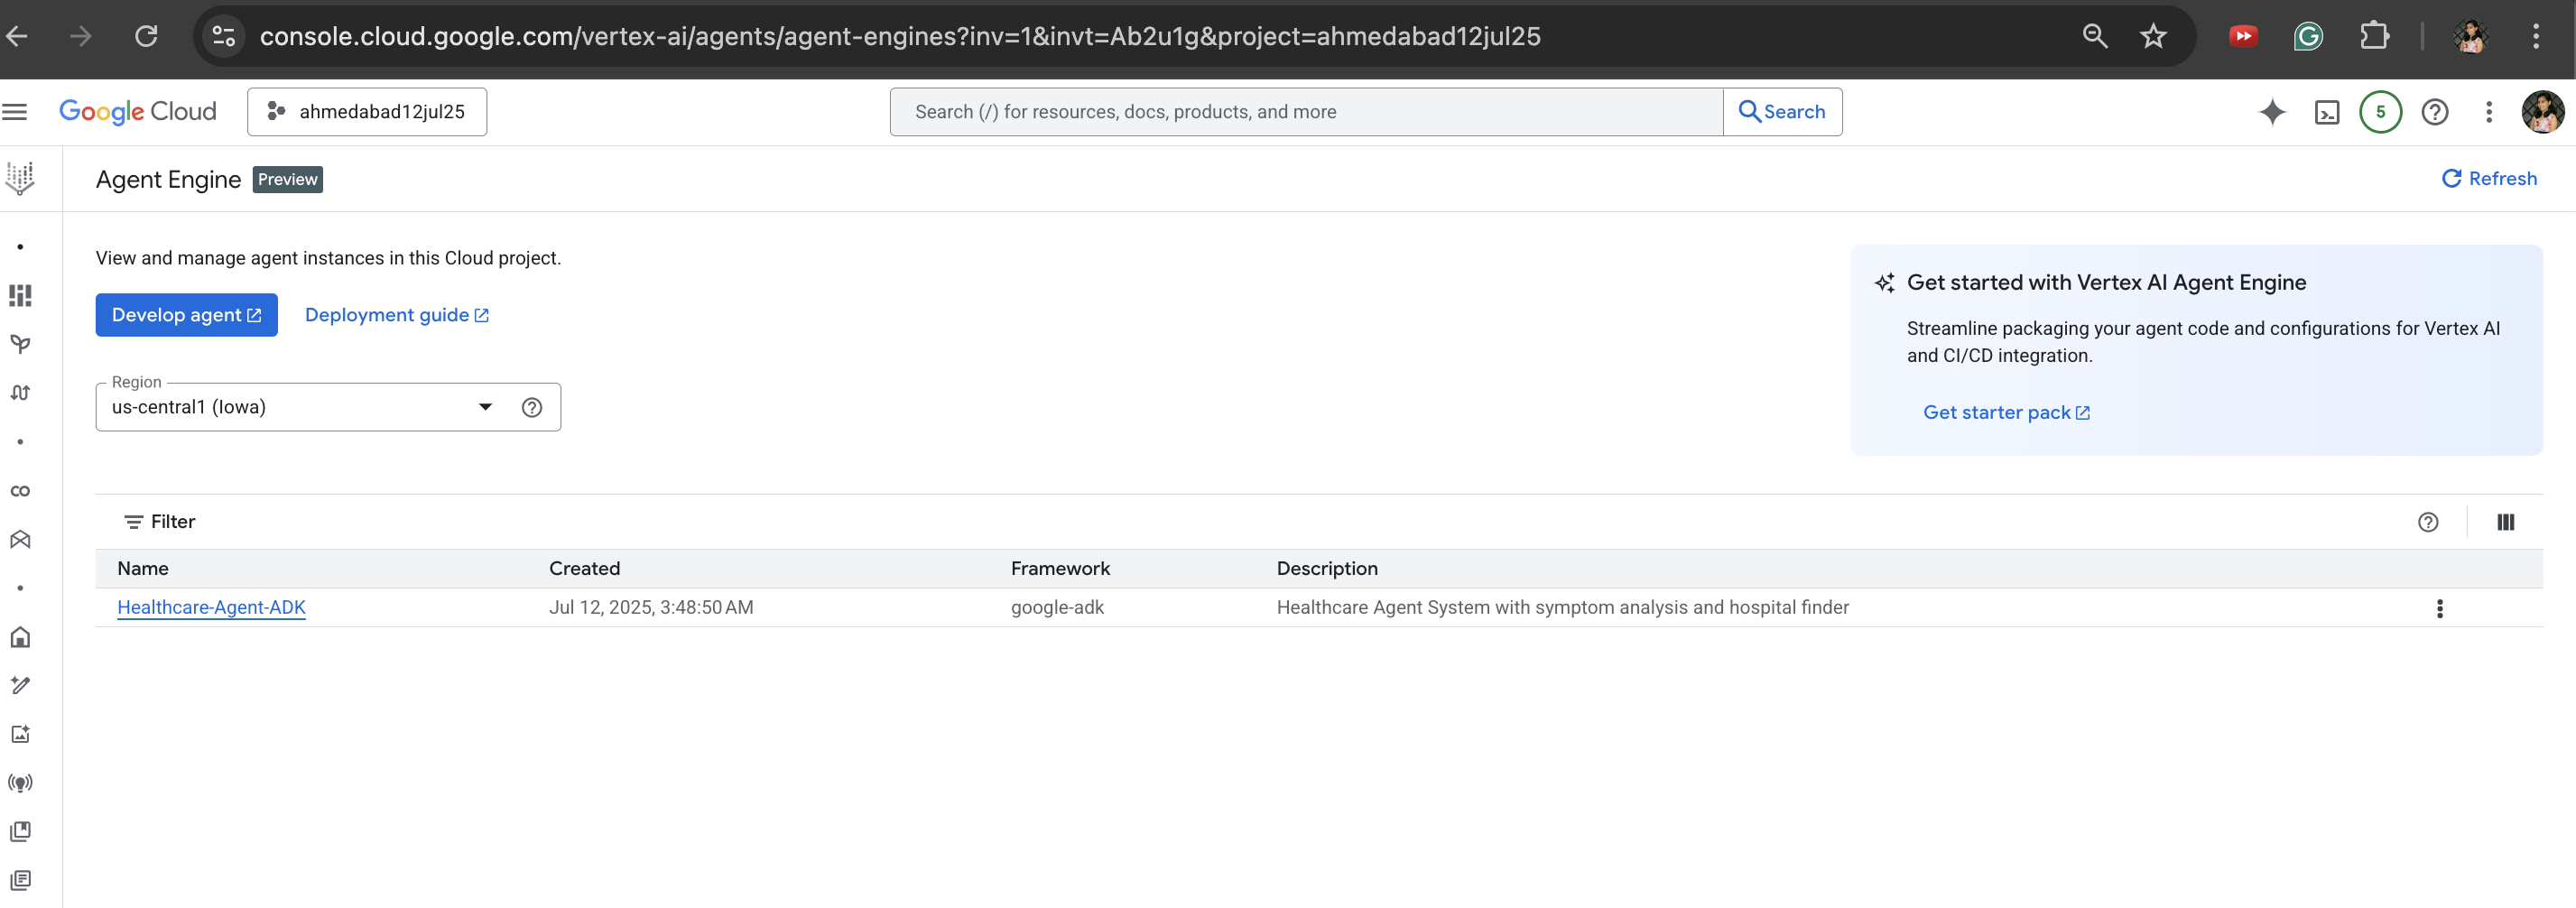 console.cloud.google.com/vertex-ai/agents/agent-engines?inv=1&invt=Ab2u1g&project=ahmedabad12jul25
Google Cloud
ahmedabad12jul25
Search (/) for resources, docs, products, and more
Search
5
Agent Engine Preview
Refresh
View and manage agent instances in this Cloud project.
Develop agent
Deployment guide
Region
us-central1 (Iowa)
Get started with Vertex AI Agent Engine
Streamline packaging your agent code and configurations for Vertex AI
and CI/CD integration.
Get starter pack
Filter
Name Created Framework Description
Healthcare-Agent-ADK Jul 12, 2025, 3:48:50 AM google-adk Healthcare Agent System with symptom analysis and hospital finder